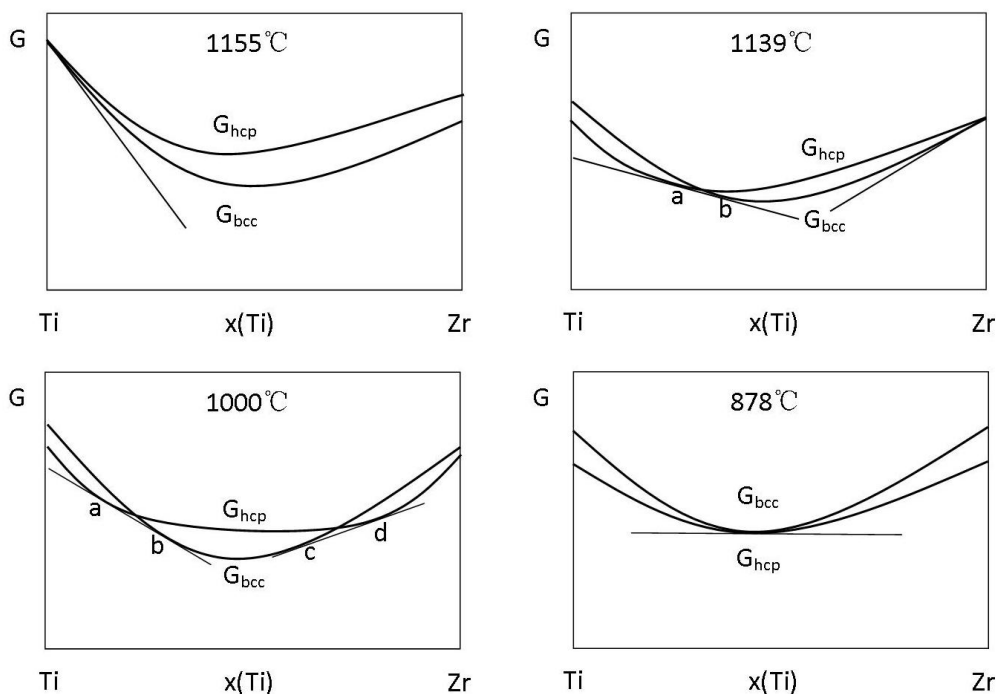 G
1155℃
G_hcp
G_bcc
Ti
x(Ti)
Zr
G
1139℃
G_hcp
a
b
G_bcc
Ti
x(Ti)
Zr
G
1000℃
a
G_hcp
b
c
d
G_bcc
Ti
x(Ti)
Zr
G
878℃
G_bcc
G_hcp
Ti
x(Ti)
Zr